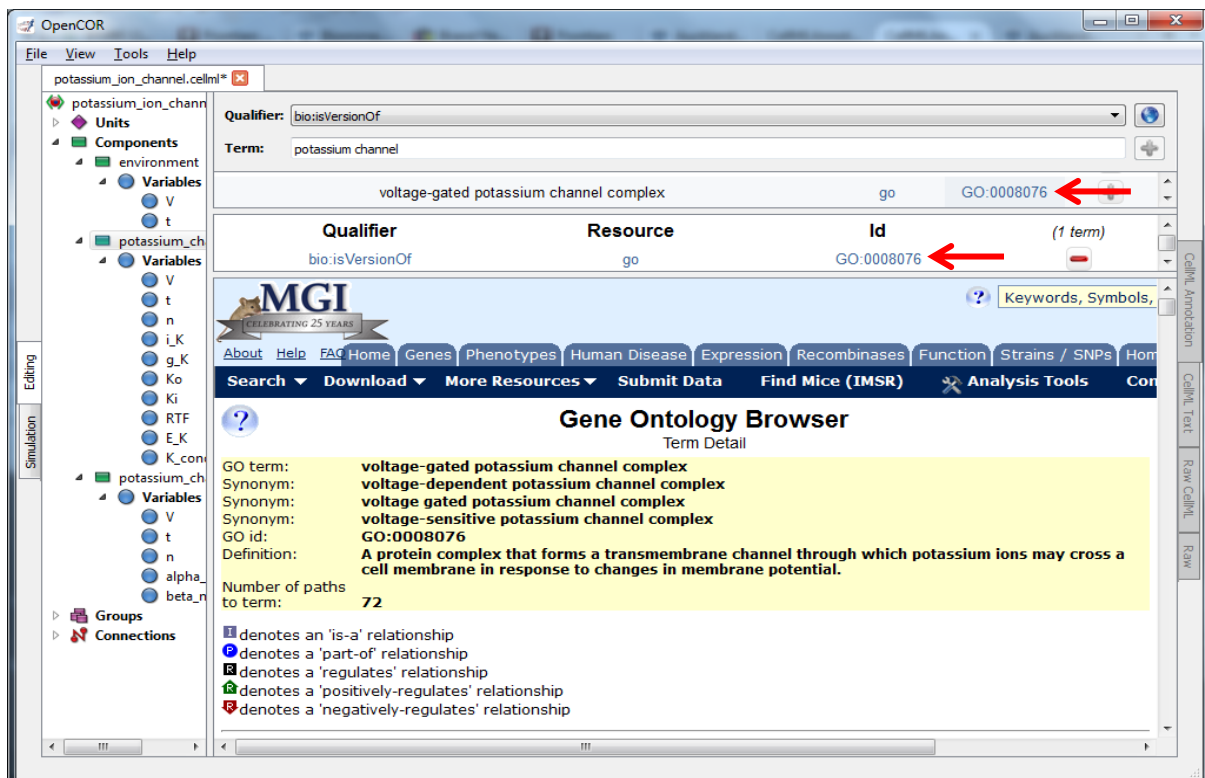 OpenCOR
File View Tools Help
potassium_ion_channel.cellml*
potassium_ion_chann
Units
Components
environment
Variables
V
t
potassium_ch
Variables
V
t
n
i_K
g_K
Ko
Ki
RTF
E_K
K_con
potassium_ch
Variables
V
t
n
alpha_
beta_n
Groups
Connections
Editing
Simulation
Qualifier: bio:isVersionOf
Term: potassium channel
voltage-gated potassium channel complex go GO:0008076
Qualifier Resource Id (1 term)
bio:isVersionOf go GO:0008076
MGI
CELEBRATING 25 YEARS
? Keywords, Symbols,
About Help FAQ Home Genes Phenotypes Human Disease Expression Recombinases Function Strains / SNPs Hom
Search Download More Resources Submit Data Find Mice (IMSR) Analysis Tools Con
? Gene Ontology Browser
Term Detail
GO term: voltage-gated potassium channel complex
Synonym: voltage-dependent potassium channel complex
Synonym: voltage gated potassium channel complex
Synonym: voltage-sensitive potassium channel complex
GO id: GO:0008076
Definition: A protein complex that forms a transmembrane channel through which potassium ions may cross a
cell membrane in response to changes in membrane potential.
Number of paths
to term: 72
I denotes an 'is-a' relationship
P denotes a 'part-of' relationship
R denotes a 'regulates' relationship
R denotes a 'positively-regulates' relationship
R denotes a 'negatively-regulates' relationship
CellML Annotation
CellML Text
Raw CellML
Raw